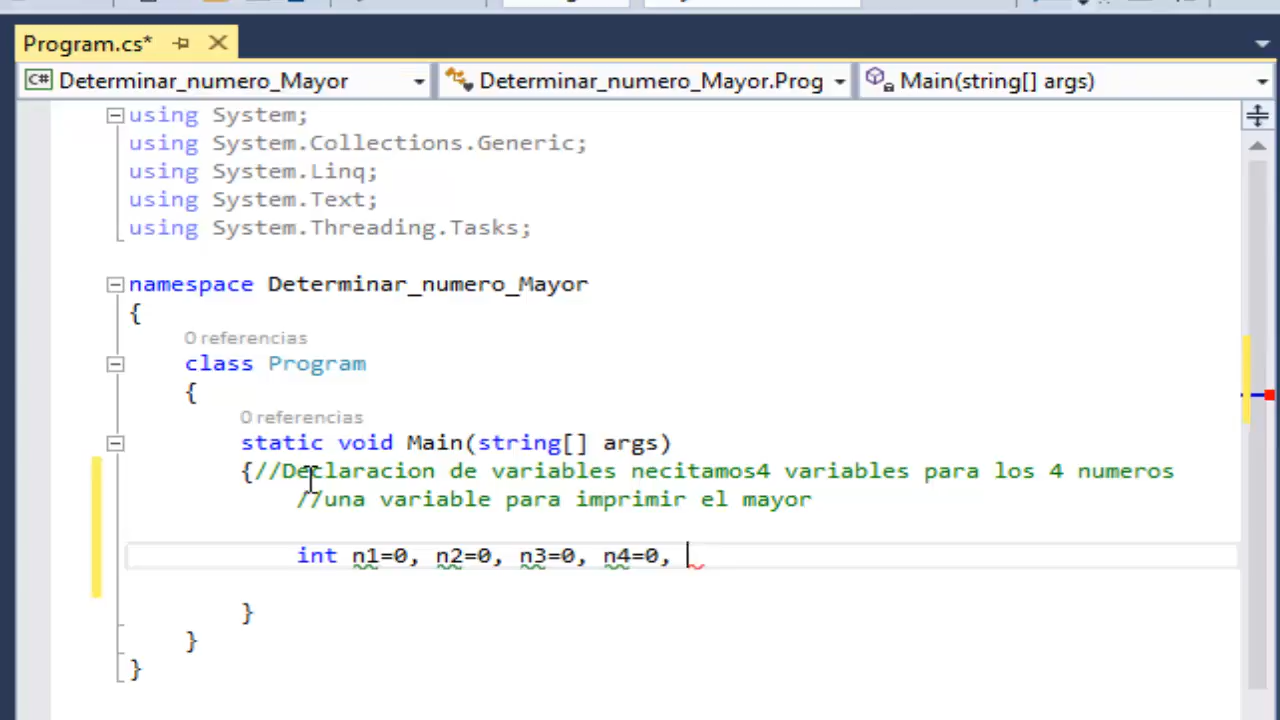 Program.cs*
C# Determinar_numero_Mayor
Determinar_numero_Mayor.Prog
Main(string[] args)
using System;
using System.Collections.Generic;
using System.Linq;
using System.Text;
using System.Threading.Tasks;
namespace Determinar_numero_Mayor
{
0 referencias
class Program
{
0 referencias
static void Main(string[] args)
{//Declaracion de variables necitamos4 variables para los 4 numeros
//una variable para imprimir el mayor
int n1=0, n2=0, n3=0, n4=0,
}
}
}